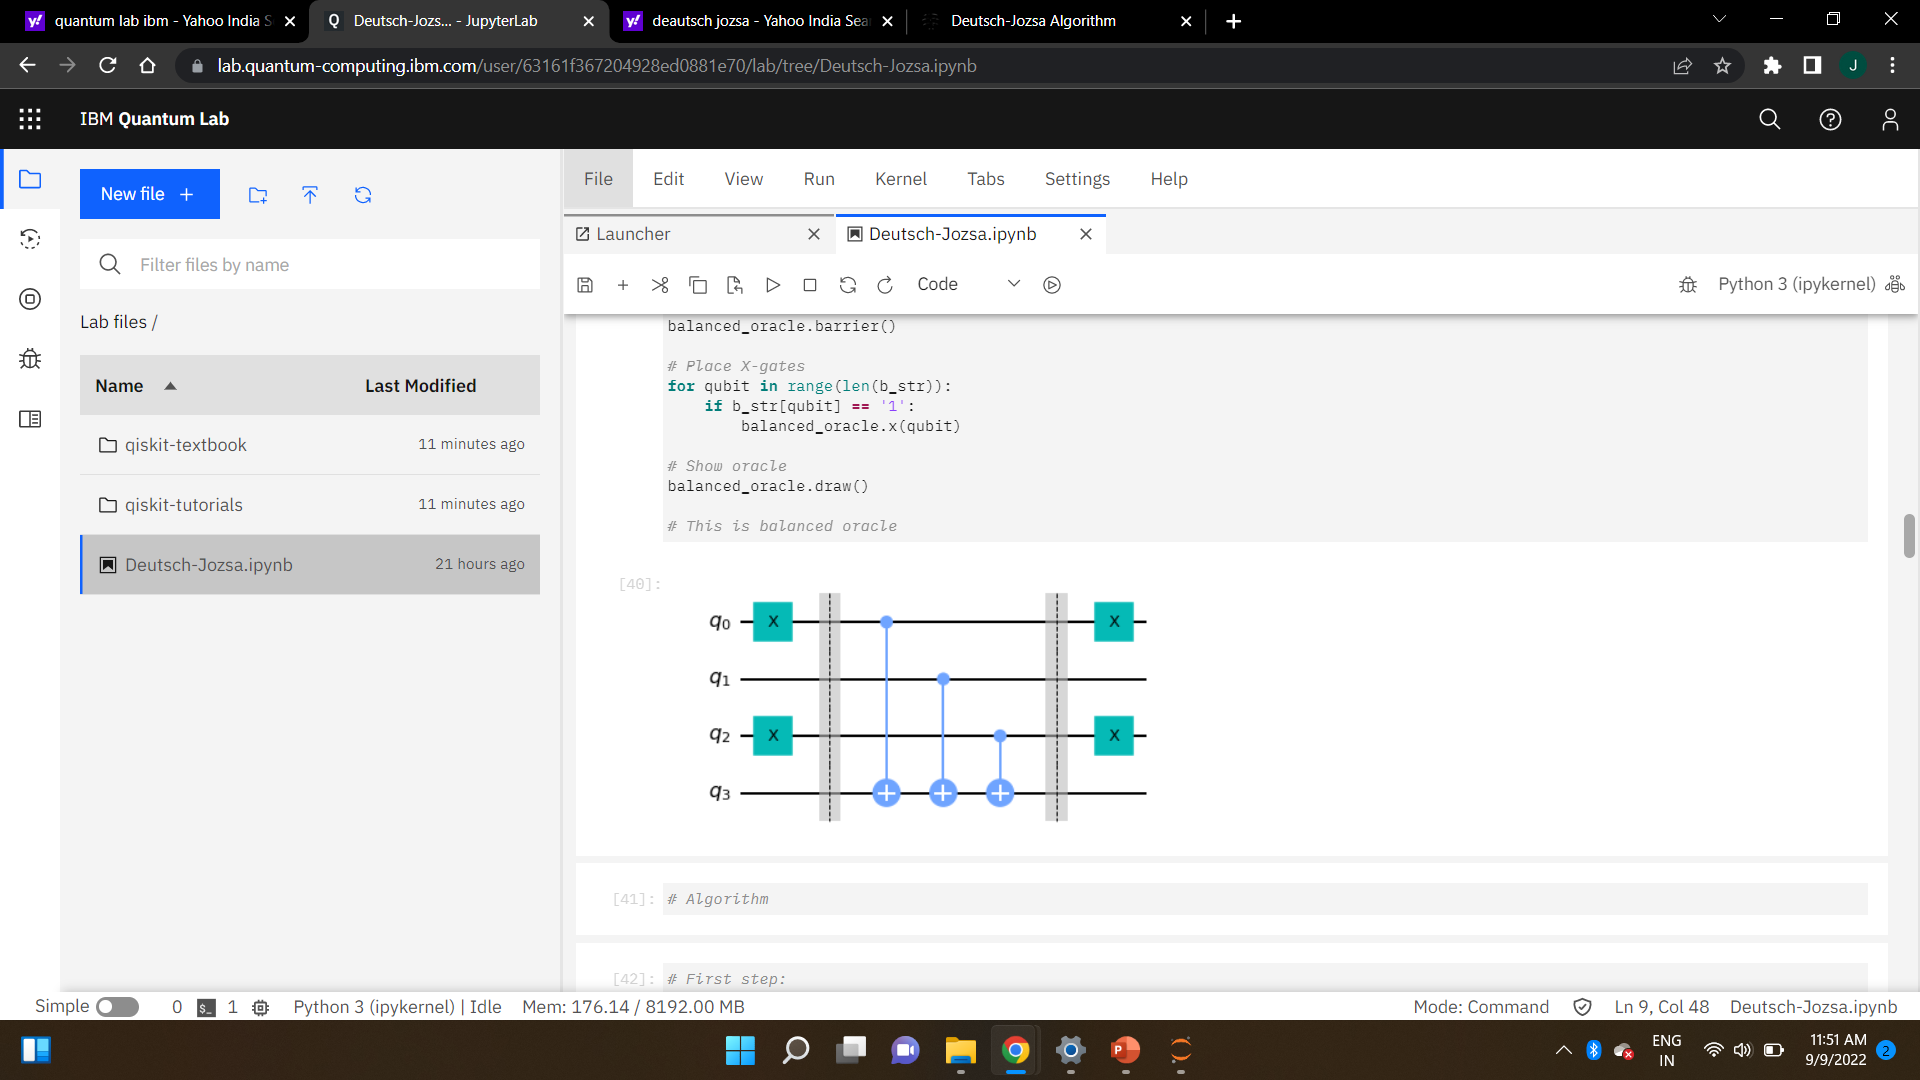 quantum lab ibm - Yahoo India S
Deutsch-Jozs... - JupyterLab
deautsch jozsa - Yahoo India Sea
Deutsch-Jozsa Algorithm
lab.quantum-computing.ibm.com/user/63161f367204928ed0881e70/lab/tree/Deutsch-Jozsa.ipynb
J
IBM Quantum Lab
New file +
Filter files by name
Lab files /
Name Last Modified
qiskit-textbook 11 minutes ago
qiskit-tutorials 11 minutes ago
Deutsch-Jozsa.ipynb 21 hours ago
File Edit View Run Kernel Tabs Settings Help
Launcher Deutsch-Jozsa.ipynb
Code Python 3 (ipykernel)
balanced_oracle.barrier()
# Place X-gates
for qubit in range(len(b_str)):
    if b_str[qubit] == '1':
        balanced_oracle.x(qubit)
# Show oracle
balanced_oracle.draw()
# This is balanced oracle
[40]:
q0 X X
q1
q2 X X
q3
[41]: # Algorithm
[42]: # First step:
Simple 0 1 Python 3 (ipykernel) | Idle Mem: 176.14 / 8192.00 MB Mode: Command Ln 9, Col 48 Deutsch-Jozsa.ipynb
ENG
IN
11:51 AM
9/9/2022
2